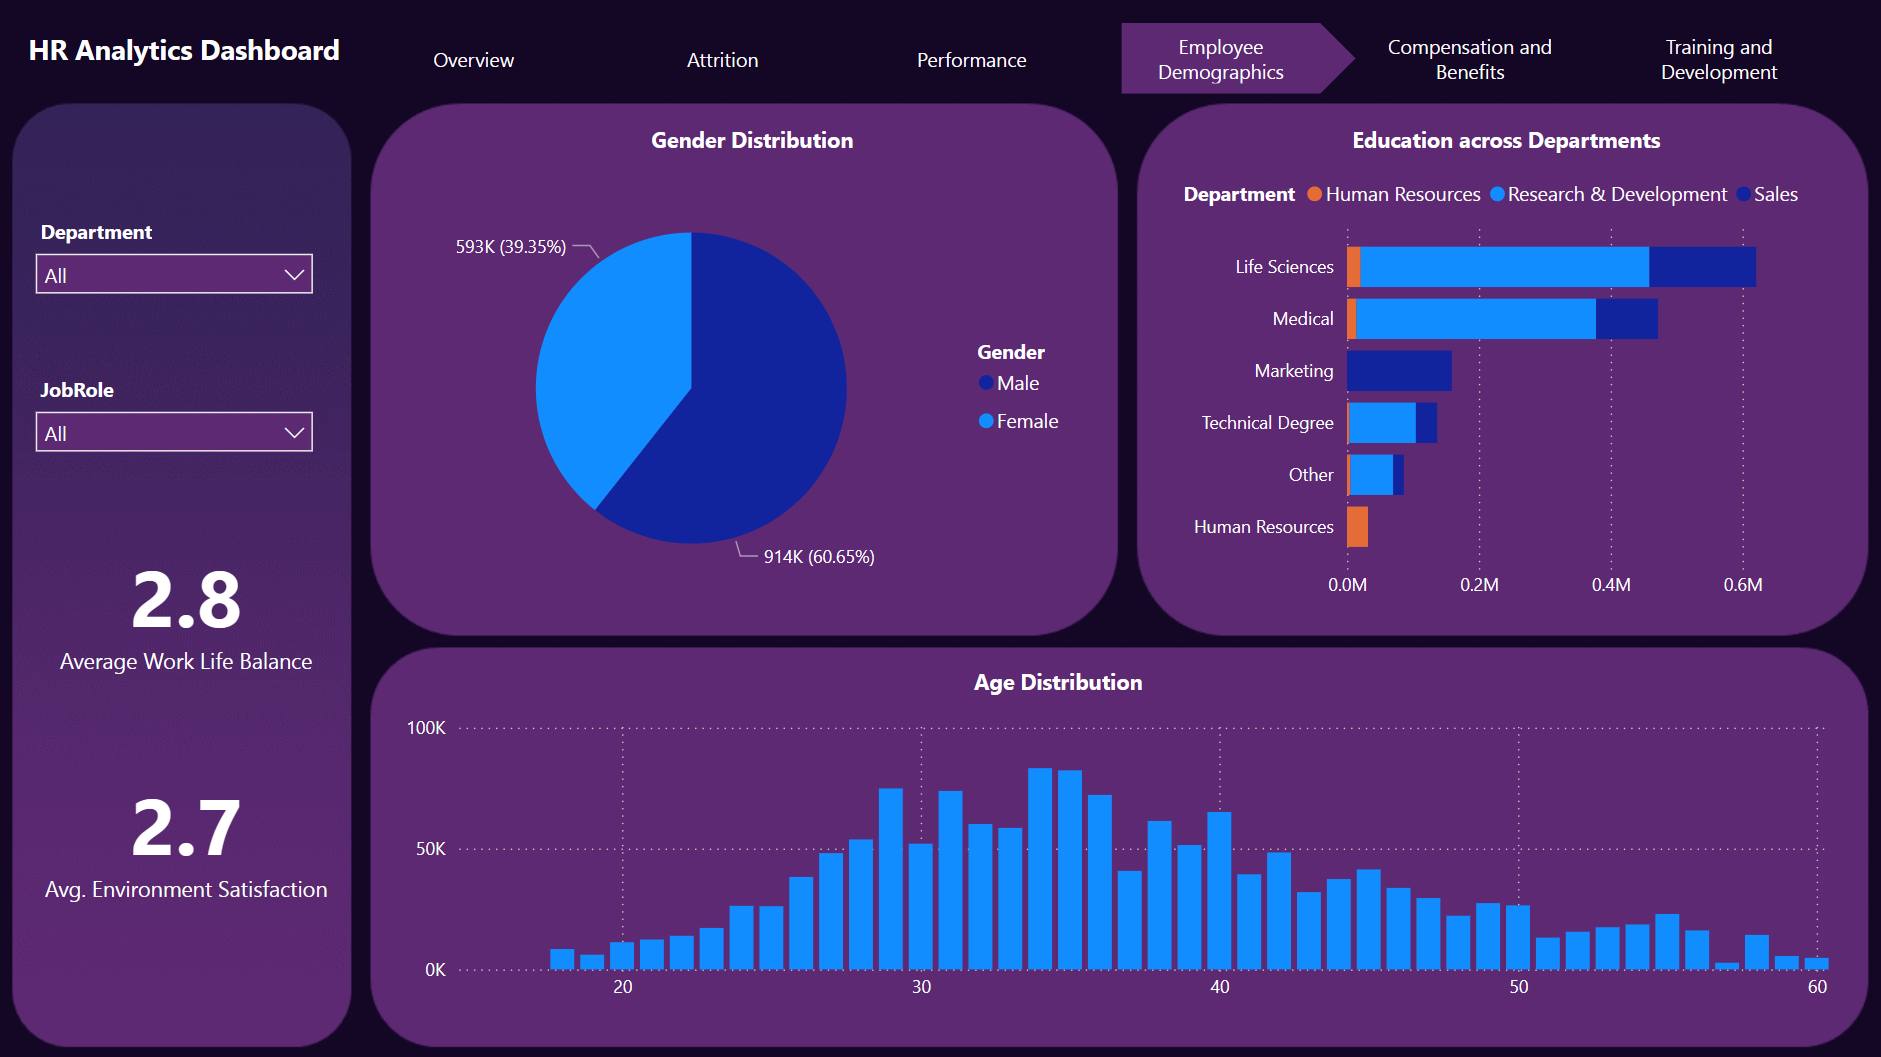 HR Analytics Dashboard
Overview
Attrition
Performance
Employee
Demographics
Compensation and
Benefits
Training and
Development
Department
All
JobRole
All
2.8
Average Work Life Balance
2.7
Avg. Environment Satisfaction
Gender Distribution
593K (39.35%)
914K (60.65%)
Gender
Male
Female
Education across Departments
Department Human Resources Research & Development Sales
Life Sciences
Medical
Marketing
Technical Degree
Other
Human Resources
0.0M 0.2M 0.4M 0.6M
Age Distribution
100K
50K
0K
20 30 40 50 60